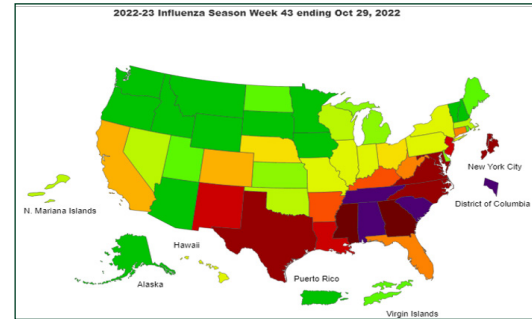 2022-23 Influenza Season Week 43 ending Oct 29, 2022
New York City
N. Mariana Islands
District of Columbia
Hawaii
Alaska
Puerto Rico
Virgin Islands